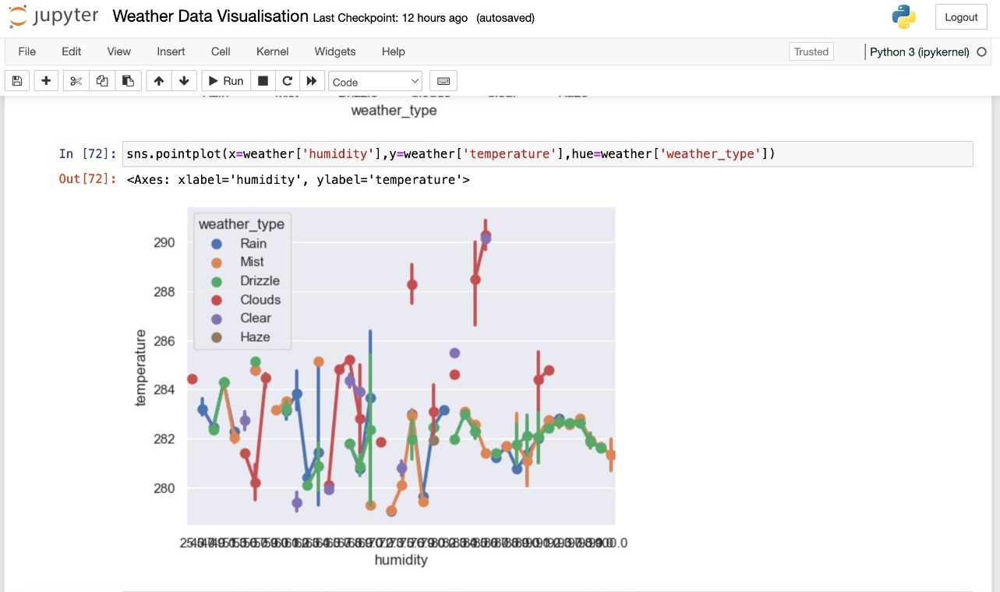 jupyter Weather Data Visualisation Last Checkpoint: 12 hours ago (autosaved) Logout
File Edit View Insert Cell Kernel Widgets Help Trusted Python 3 (ipykernel)
Run Code
weather_type
In [72]: sns.pointplot(x=weather['humidity'],y=weather['temperature'],hue=weather['weather_type'])
Out[72]: <Axes: xlabel='humidity', ylabel='temperature'>
weather_type
Rain
Mist
Drizzle
Clouds
Clear
Haze
290
288
286
284
282
280
temperature
humidity